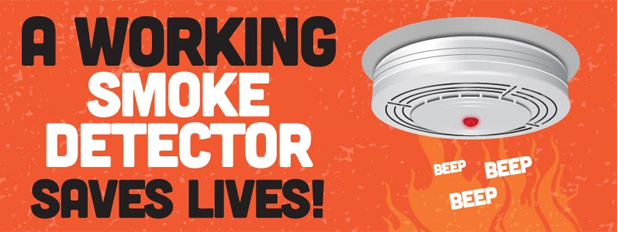 A WORKING
SMOKE
DETECTOR
SAVES LIVES!
BEEP
BEEP
BEEP